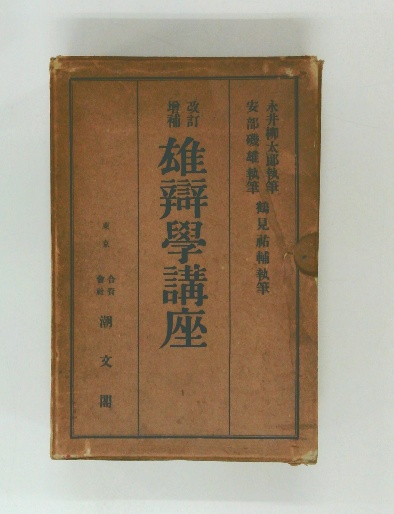 永井柳太郎執筆
安部磯雄執筆
鶴見祐輔執筆
改訂
增補
雄辯學講座
東京
合資
會社
潮文閣